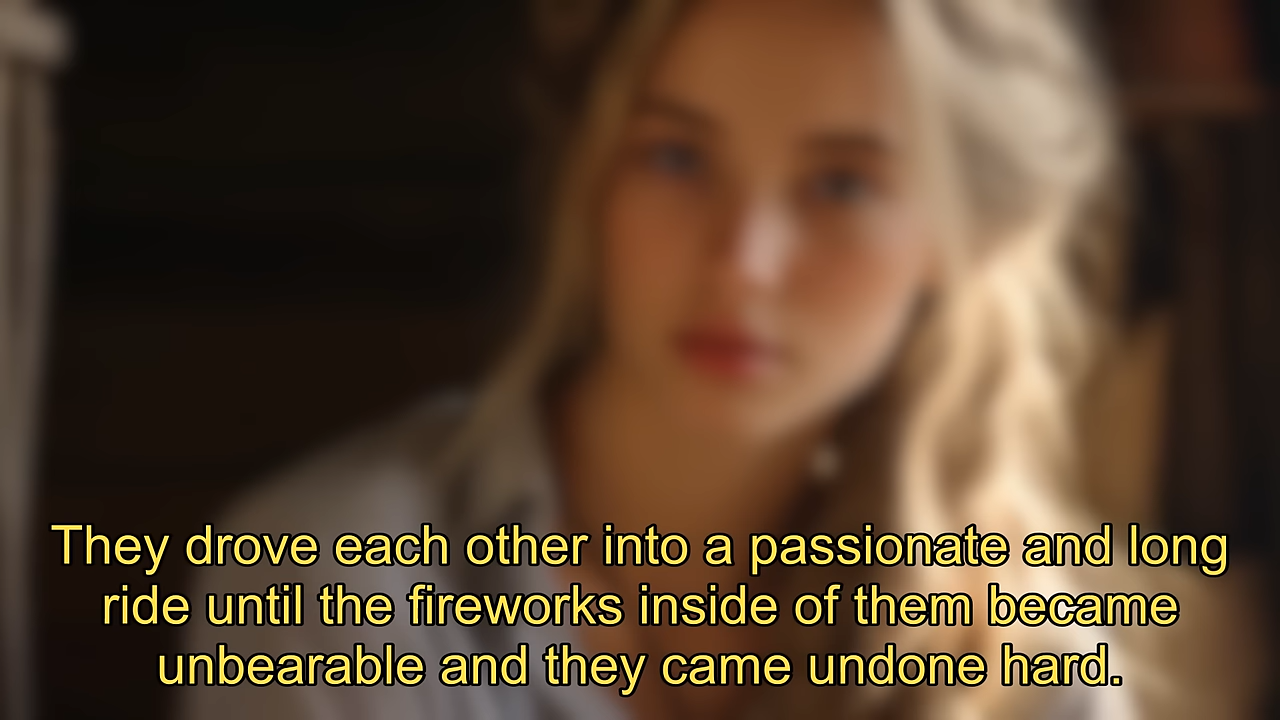 They drove each other into a passionate and long
ride until the fireworks inside of them became
unbearable and they came undone hard.